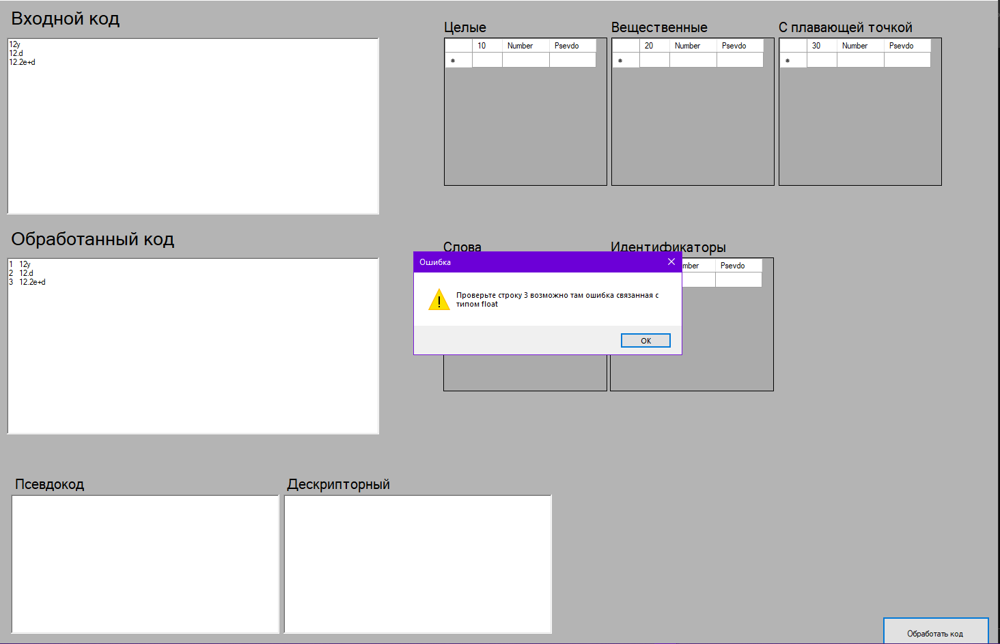 Входной код
12y
12.d
12.2e+d
Целые
10 Number Psevdo
*
Вещественные
20 Number Psevdo
*
С плавающей точкой
30 Number Psevdo
*
Обработанный код
1 12y
2 12.d
3 12.2e+d
Слова
Идентификаторы
mber Psevdo
Ошибка
Проверьте строку 3 возможно там ошибка связанная с
типом float
OK
Псевдокод
Дескрипторный
Обработать код